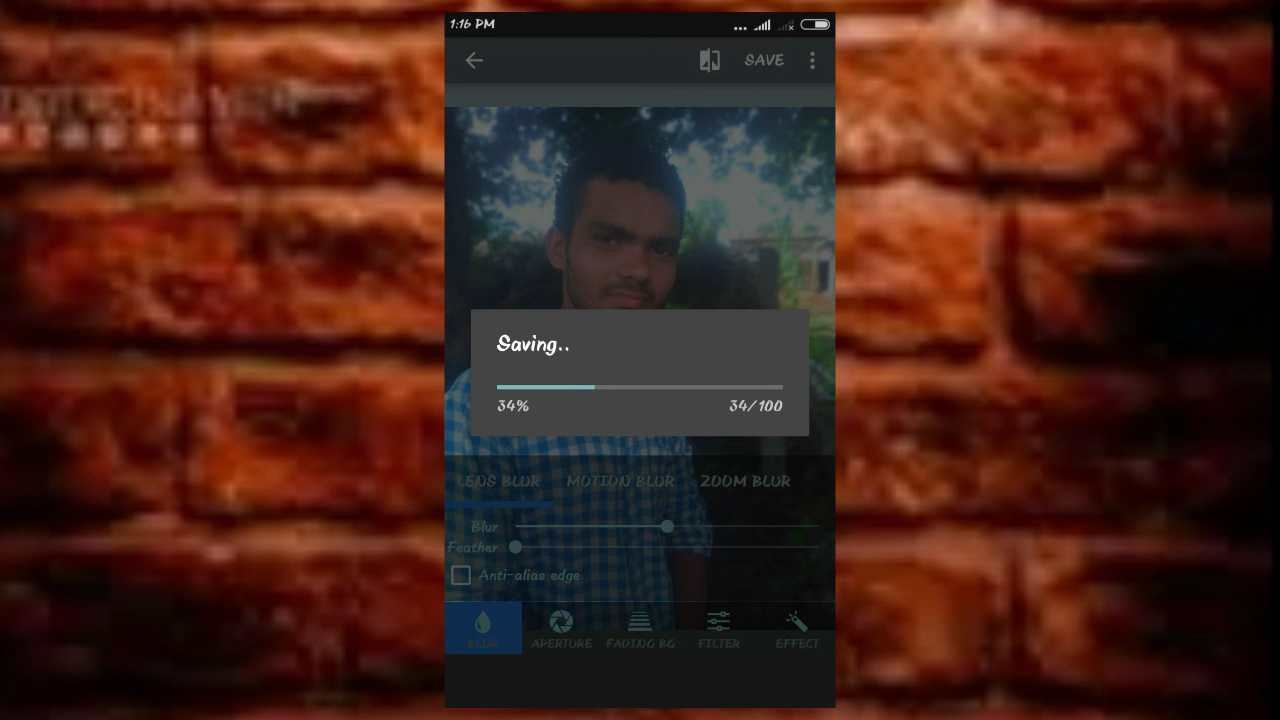 1:16 PM
SAVE
Saving..
34% 34/100
LENS BLUR MOTION BLUR ZOOM BLUR
Blur
Feather
Anti-alias edge
BLUR APERTURE FADING BG FILTER EFFECT